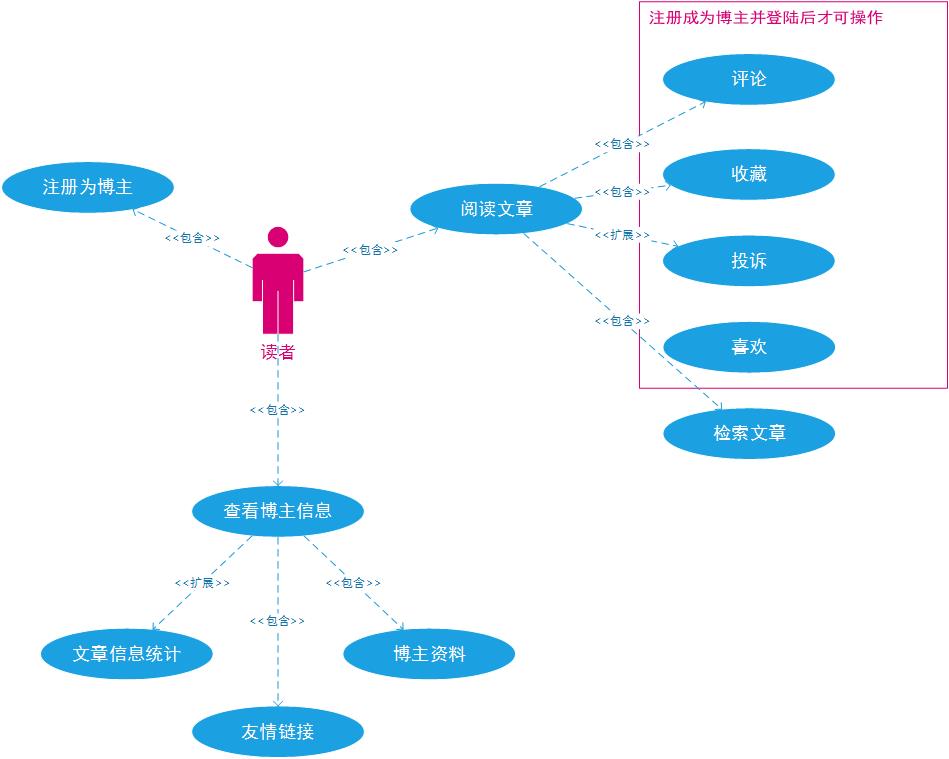 注册成为博主并登陆后才可操作
评论
<<包含>>
收藏
注册为博主
<<包含>>
阅读文章
<<包含>>
<<包含>>
<<扩展>>
投诉
<<包含>>
喜欢
读者
<<包含>>
检索文章
查看博主信息
<<扩展>>
<<包含>>
<<包含>>
文章信息统计
博主资料
友情链接